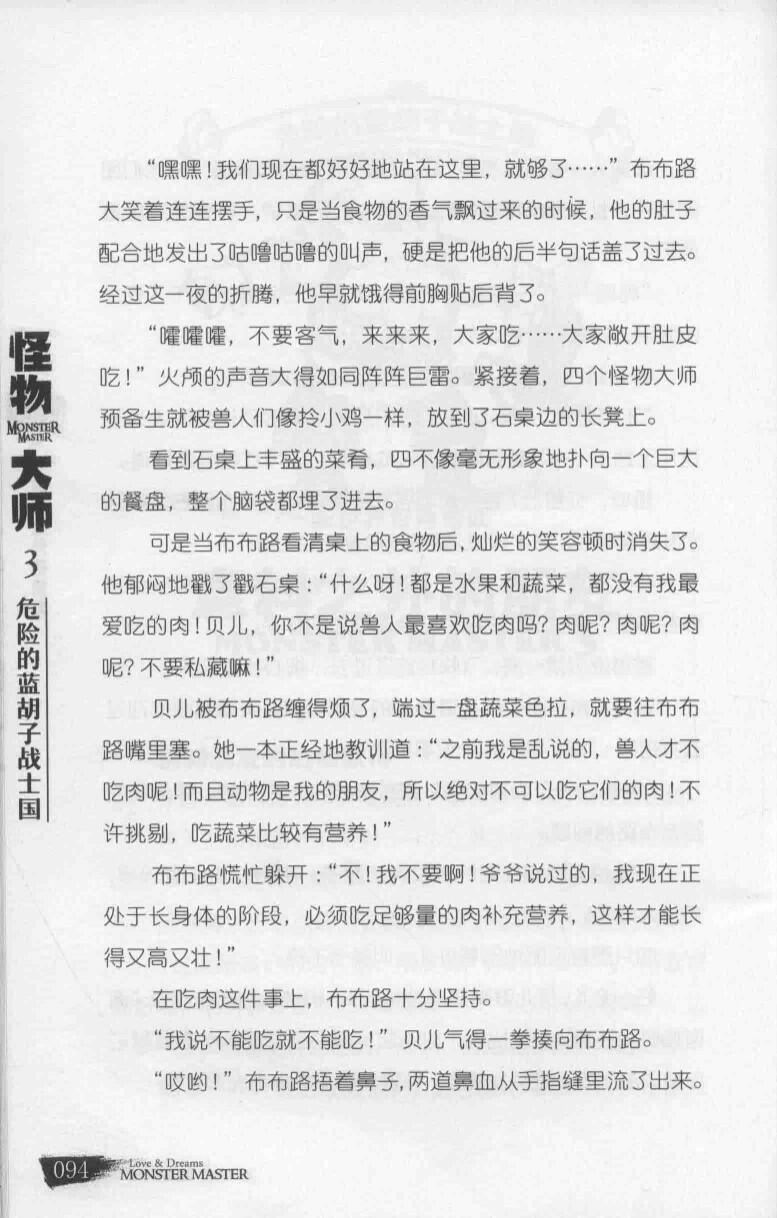 “嘿嘿！我们现在都好好地站在这里，就够了……”布布路
大笑着连连摆手，只是当食物的香气飘过来的时候，他的肚子
配合地发出了咕噜咕噜的叫声，硬是把他的后半句话盖了过去。
经过这一夜的折腾，他早就饿得前胸贴后背了。
“嚯嚯嚯，不要客气，来来来，大家吃……大家敞开肚皮
吃！”火颅的声音大得如同阵阵巨雷。紧接着，四个怪物大师
预备生就被兽人们像拎小鸡一样，放到了石桌边的长凳上。
看到石桌上丰盛的菜肴，四不像毫无形象地扑向一个巨大
的餐盘，整个脑袋都埋了进去。
可是当布布路看清桌上的食物后，灿烂的笑容顿时消失了。
他郁闷地戳了戳石桌：“什么呀！都是水果和蔬菜，都没有我最
爱吃的肉！贝儿，你不是说兽人最喜欢吃肉吗？肉呢？肉呢？肉
呢？不要私藏嘛！”
贝儿被布布路缠得烦了，端过一盘蔬菜色拉，就要往布布
路嘴里塞。她一本正经地教训道：“之前我是乱说的，兽人才不
吃肉呢！而且动物是我的朋友，所以绝对不可以吃它们的肉！不
许挑剔，吃蔬菜比较有营养！”
布布路慌忙躲开：“不！我不要啊！爷爷说过的，我现在正
处于长身体的阶段，必须吃足够量的肉补充营养，这样才能长
得又高又壮！”
在吃肉这件事上，布布路十分坚持。
“我说不能吃就不能吃！”贝儿气得一拳揍向布布路。
“哎哟！”布布路捂着鼻子，两道鼻血从手指缝里流了出来。
怪物
MONSTER
MASTER
大师
3
危险的蓝胡子战士国
094
Love & Dreams
MONSTER MASTER